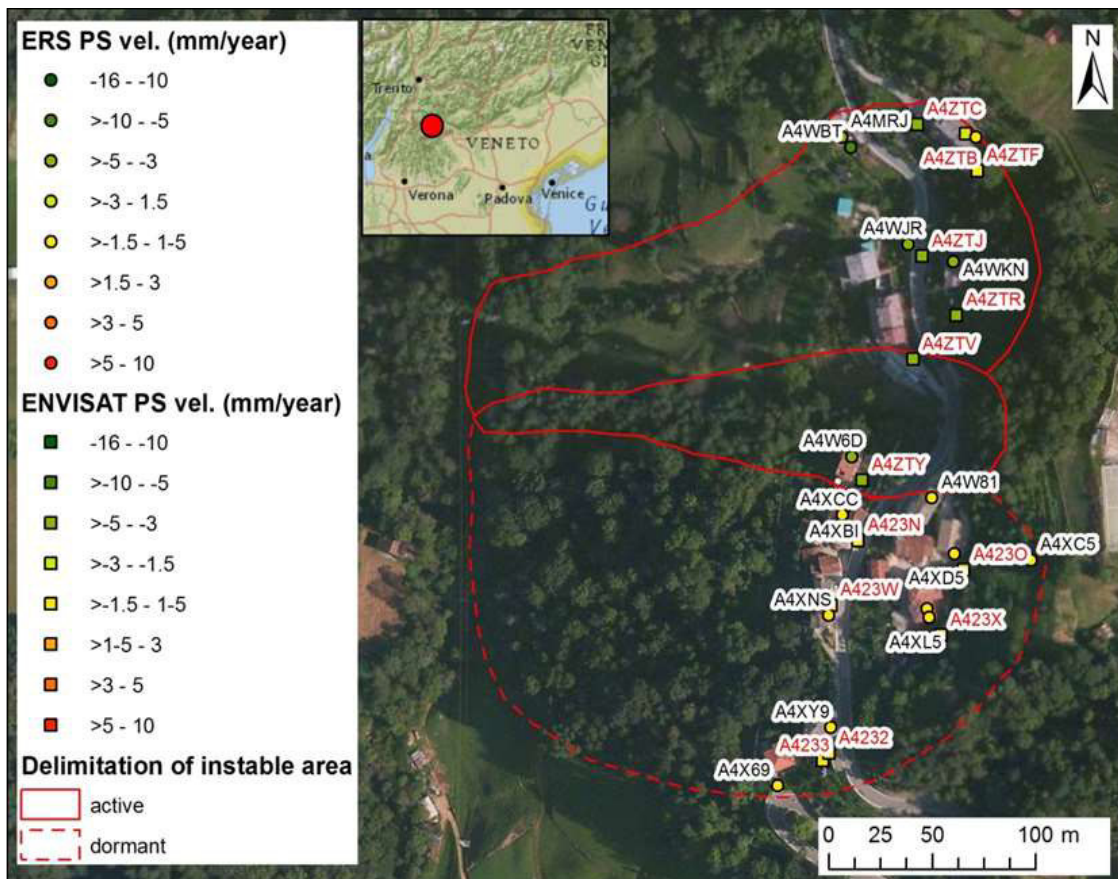 ERS PS vel. (mm/year)
-16 - -10
>-10 - -5
>-5 - -3
>-3 - 1.5
>-1.5 - 1-5
>1.5 - 3
>3 - 5
>5 - 10
ENVISAT PS vel. (mm/year)
-16 - -10
>-10 - -5
>-5 - -3
>-3 - -1.5
>-1.5 - 1-5
>1-5 - 3
>3 - 5
>5 - 10
Delimitation of instable area
active
dormant
Trento
VENETO
Verona
Padova
Venice
N
A4WBT
A4MRJ
A4ZTC
A4ZTB
A4ZTF
A4WJR
A4ZTJ
A4WKN
A4ZTR
A4ZTV
A4W6D
A4ZTY
A4W81
A4XCC
A4XBI
A423N
A423O
A4XC5
A4XD5
A423W
A4XNS
A423X
A4XL5
A4XY9
A4233
A4232
A4X69
0 25 50 100 m